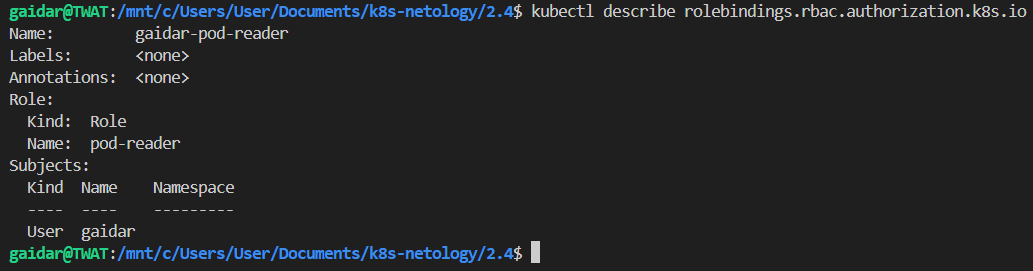 gaidar@TWAT:/mnt/c/Users/User/Documents/k8s-netology/2.4$ kubectl describe rolebindings.rbac.authorization.k8s.io
Name:         gaidar-pod-reader
Labels:       <none>
Annotations:  <none>
Role:
  Kind:  Role
  Name:  pod-reader
Subjects:
  Kind  Name    Namespace
  ----  ----    ---------
  User  gaidar
gaidar@TWAT:/mnt/c/Users/User/Documents/k8s-netology/2.4$